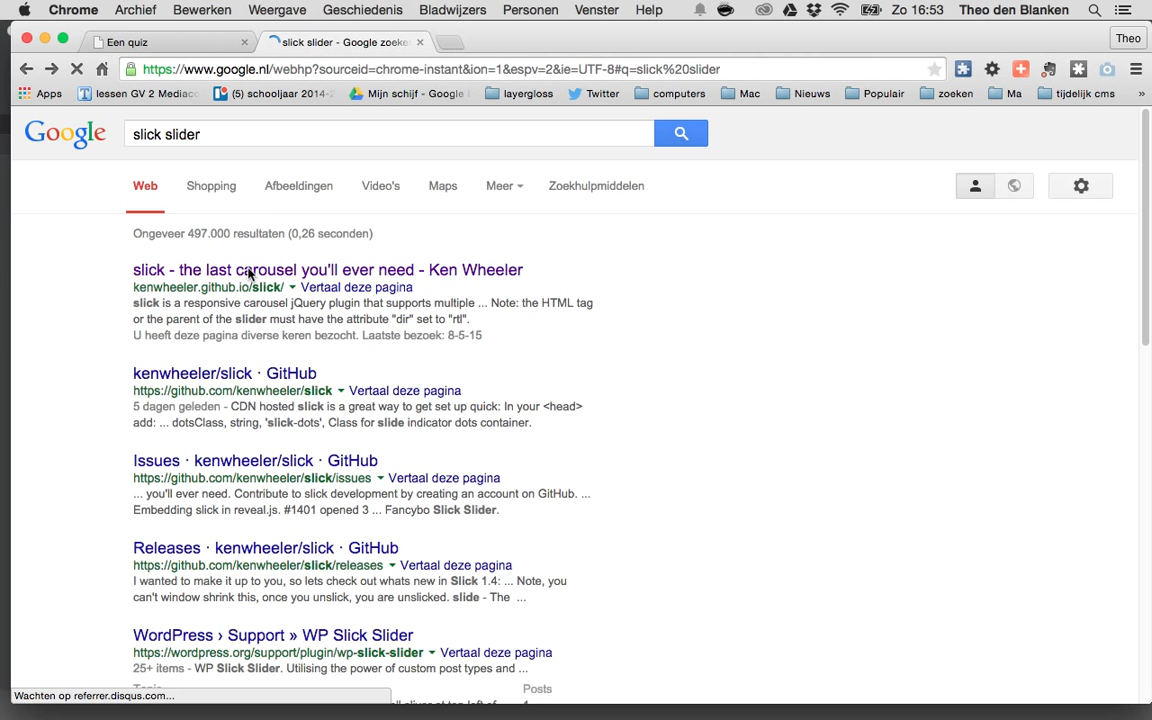 Chrome Archief Bewerken Weergave Geschiedenis Bladwijzers Personen Venster Help Zo 16:53 Theo den Blanken
Een quiz × slick slider - Google zoeke × Theo
https://www.google.nl/webhp?sourceid=chrome-instant&ion=1&espv=2&ie=UTF-8#q=slick%20slider
Apps lessen GV 2 Mediac (5) schooljaar 2014- Mijn schijf - Google layergloss Twitter computers Mac Nieuws Populair zoeken Ma tijdelijk cms »
Google slick slider
Web Shopping Afbeeldingen Video's Maps Meer Zoekhulpmiddelen
Ongeveer 497.000 resultaten (0,26 seconden)
slick - the last carousel you'll ever need - Ken Wheeler
kenwheeler.github.io/slick/ Vertaal deze pagina
slick is a responsive carousel jQuery plugin that supports multiple ... Note: the HTML tag
or the parent of the slider must have the attribute "dir" set to "rtl".
U heeft deze pagina diverse keren bezocht. Laatste bezoek: 8-5-15
kenwheeler/slick · GitHub
https://github.com/kenwheeler/slick Vertaal deze pagina
5 dagen geleden - CDN hosted slick is a great way to get set up quick: In your <head>
add: ... dotsClass, string, 'slick-dots', Class for slide indicator dots container.
Issues · kenwheeler/slick · GitHub
https://github.com/kenwheeler/slick/issues Vertaal deze pagina
... you'll ever need. Contribute to slick development by creating an account on GitHub. ...
Embedding slick in reveal.js. #1401 opened 3 ... Fancybo Slick Slider.
Releases · kenwheeler/slick · GitHub
https://github.com/kenwheeler/slick/releases Vertaal deze pagina
I wanted to make it up to you, so lets check out whats new in Slick 1.4: ... Note, you
can't window shrink this, once you unslick, you are unslicked. slide - The ...
WordPress › Support » WP Slick Slider
https://wordpress.org/support/plugin/wp-slick-slider Vertaal deze pagina
25+ items - WP Slick Slider. Utilising the power of custom post types and ...
Posts
Wachten op referrer.disqus.com...